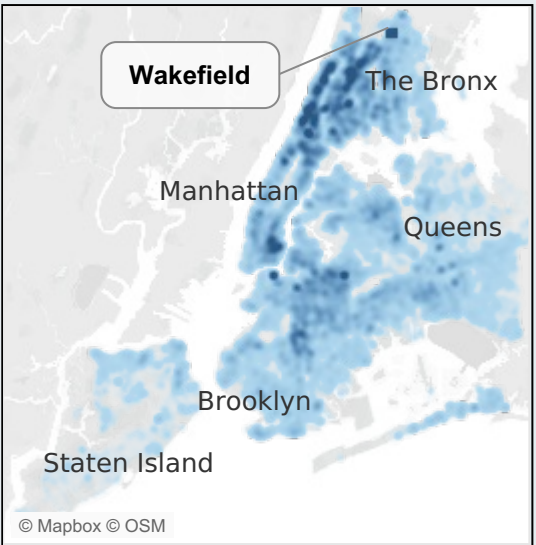 Wakefield
The Bronx
Manhattan
Queens
Brooklyn
Staten Island
© Mapbox © OSM